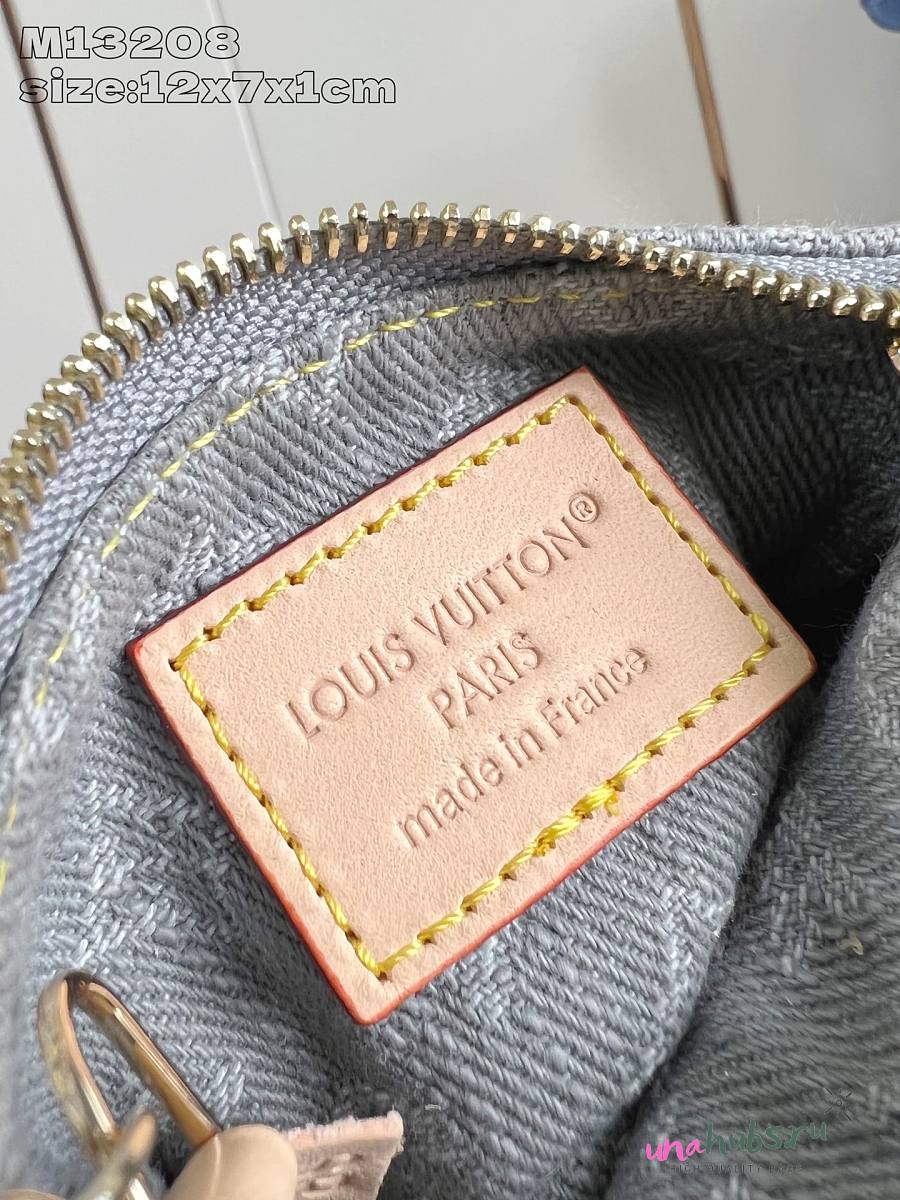 M13208
size:12x7x1cm
LOUIS VUITTON®
PARIS
made in France
unahubs.ru